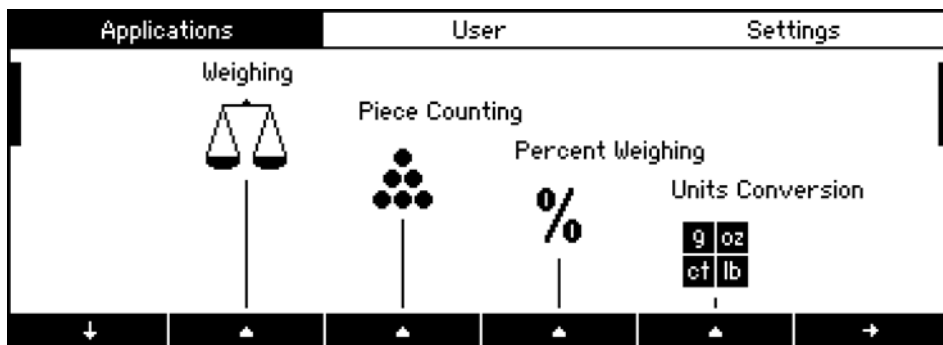 Applications User Settings
Weighing
Piece Counting
Percent Weighing
Units Conversion
%
g oz
ct lb